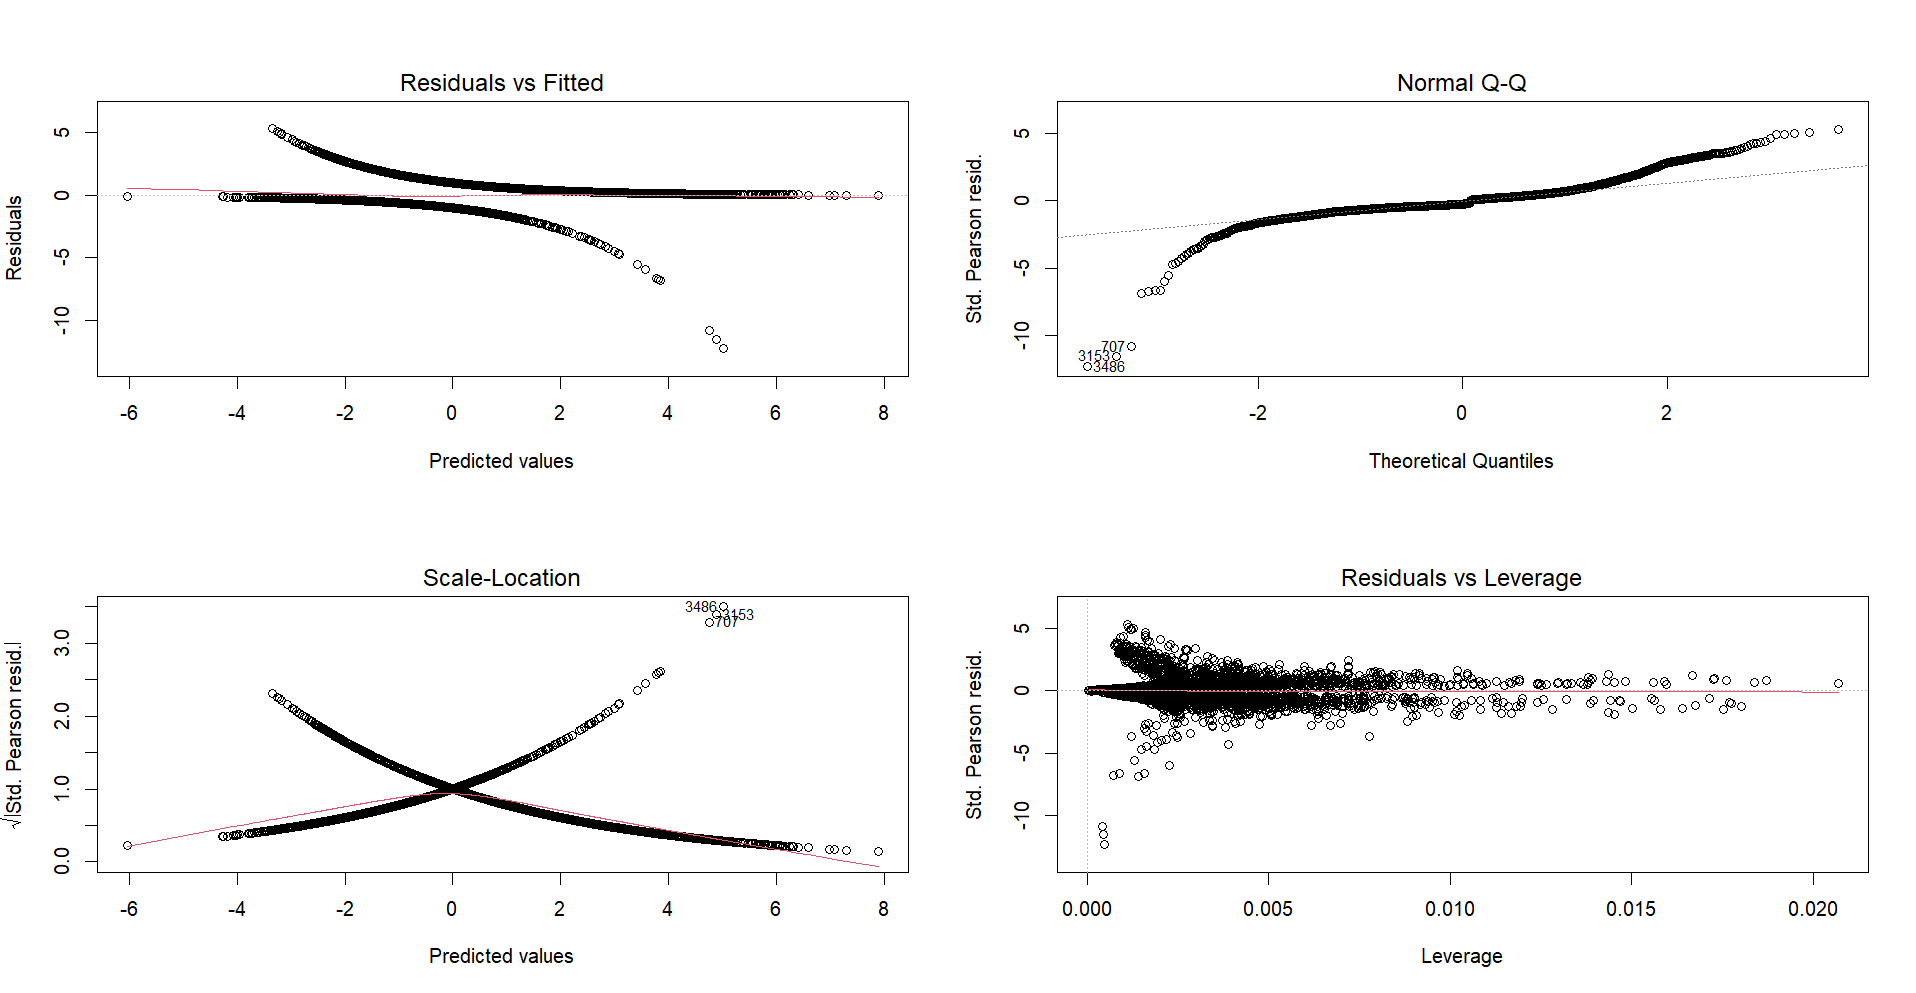 Residuals vs Fitted
Residuals
5
0
-5
-10
-6 -4 -2 0 2 4 6 8
Predicted values
Normal Q-Q
Std. Pearson resid.
5
0
-5
-10
707
3153
3486
-2 0 2
Theoretical Quantiles
Scale-Location
√|Std. Pearson resid.|
3.0
2.0
1.0
0.0
3486
3153
707
-6 -4 -2 0 2 4 6 8
Predicted values
Residuals vs Leverage
Std. Pearson resid.
5
0
-5
-10
0.000 0.005 0.010 0.015 0.020
Leverage